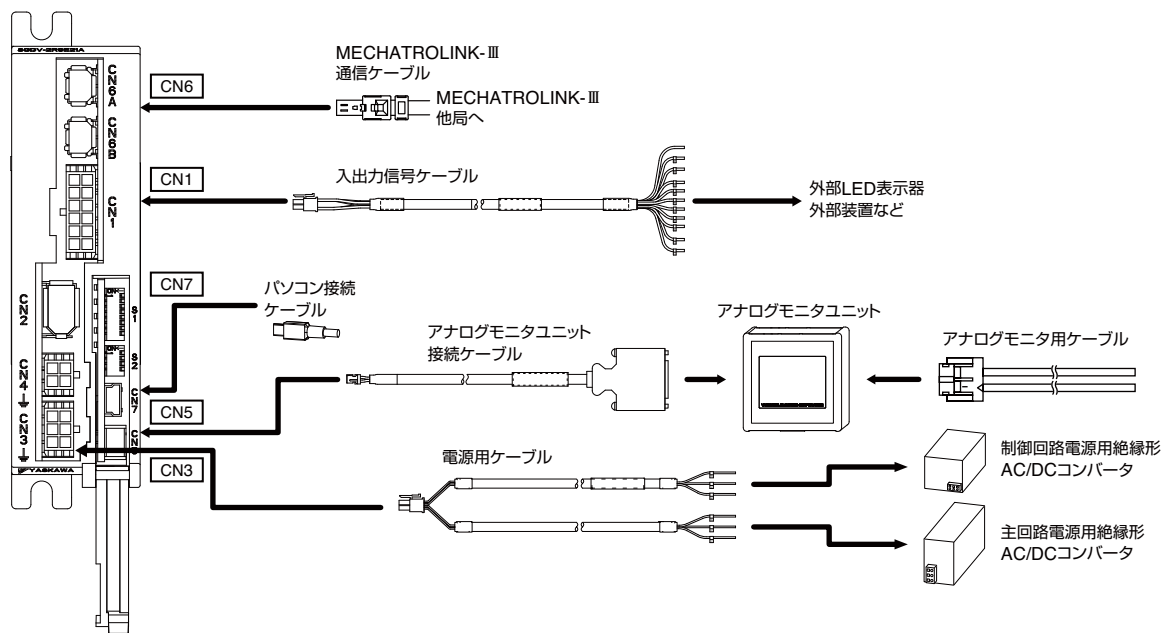 SGDV-2R9E21A
CN6A
CN6B
CN1
CN2
CN4
CN3
YASKAWA
S1
S2
CN7
CN6
MECHATROLINK-Ⅲ
通信ケーブル
MECHATROLINK-Ⅲ
他局へ
CN1
入出力信号ケーブル
外部LED表示器
外部装置など
CN7
パソコン接続
ケーブル
アナログモニタユニット
接続ケーブル
アナログモニタユニット
アナログモニタ用ケーブル
CN5
CN3
電源用ケーブル
制御回路電源用絶縁形
AC/DCコンバータ
主回路電源用絶縁形
AC/DCコンバータ